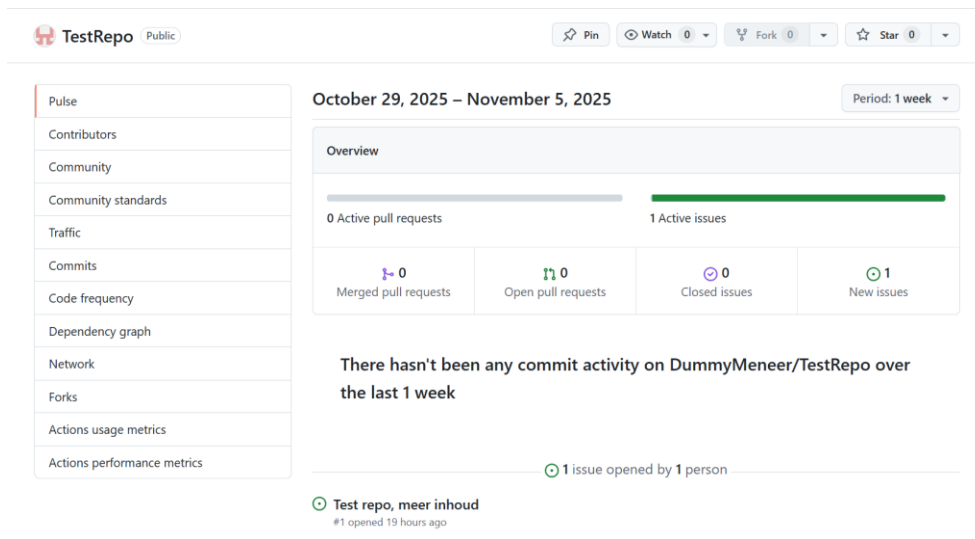 TestRepo Public
Pin Watch 0 Fork 0 Star 0
Pulse
Contributors
Community
Community standards
Traffic
Commits
Code frequency
Dependency graph
Network
Forks
Actions usage metrics
Actions performance metrics
October 29, 2025 – November 5, 2025
Period: 1 week
Overview
0 Active pull requests
1 Active issues
0
Merged pull requests
0
Open pull requests
0
Closed issues
1
New issues
There hasn't been any commit activity on DummyMeneer/TestRepo over
the last 1 week
1 issue opened by 1 person
Test repo, meer inhoud
#1 opened 19 hours ago